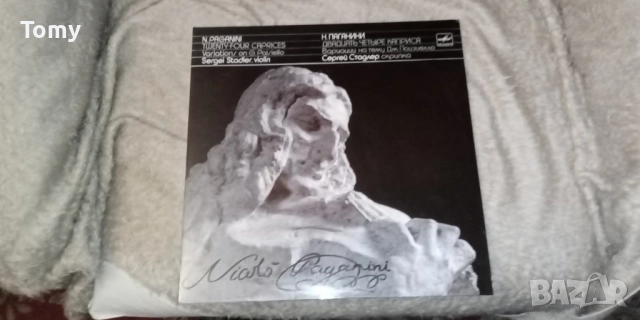 Tomy
N. PAGANINI
TWENTY-FOUR CAPRICES
Variations on G. Paisiello
Sergei Stadler, violin
Н. ПАГАНИНИ
ДВАДЦАТЬ ЧЕТЫРЕ КАПРИСА
Вариации на тему Дж. Паизиелло
Сергей Стадлер, скрипка
Nicolò Paganini
BAZAR